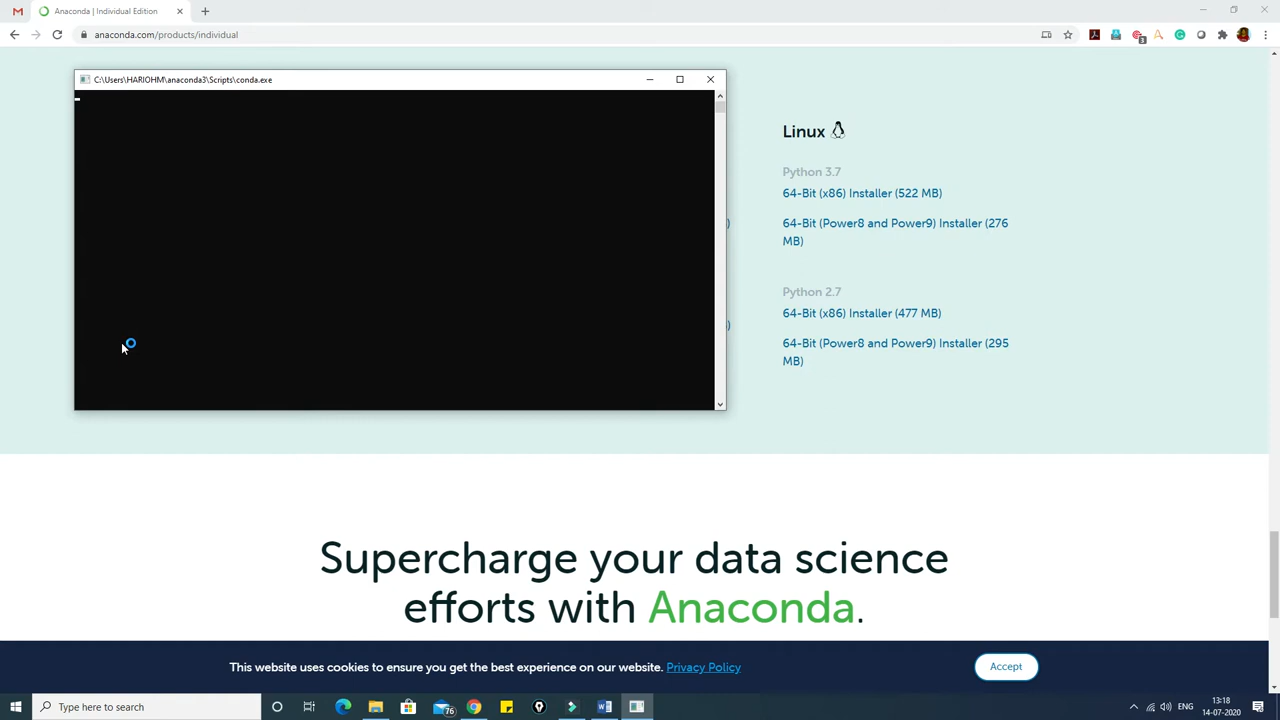 Anaconda | Individual Edition
anaconda.com/products/individual
3
C:\Users\HARIOHM\anaconda3\Scripts\conda.exe
Linux
Python 3.7
64-Bit (x86) Installer (522 MB)
64-Bit (Power8 and Power9) Installer (276
MB)
Python 2.7
64-Bit (x86) Installer (477 MB)
64-Bit (Power8 and Power9) Installer (295
MB)
)
)
Supercharge your data science
efforts with Anaconda.
This website uses cookies to ensure you get the best experience on our website. Privacy Policy
Accept
Type here to search
76
ENG
13:18
14-07-2020